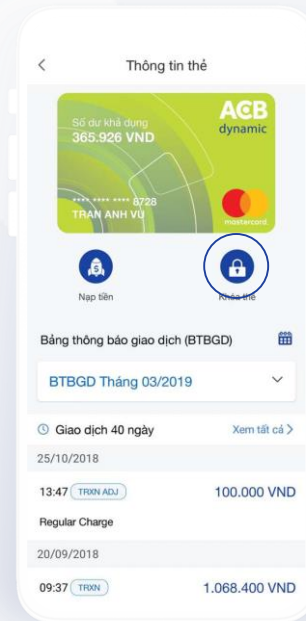 Thông tin thẻ
ACB
dynamic
Số dư khả dụng
365.926 VND
**** **** **** 8728
TRAN ANH VU
mastercard
Nạp tiền
Khóa thẻ
Bảng thông báo giao dịch (BTBGD)
BTBGD Tháng 03/2019
Giao dịch 40 ngày
Xem tất cả >
25/10/2018
13:47 TRXN ADJ 100.000 VND
Regular Charge
20/09/2018
09:37 TRXN 1.068.400 VND